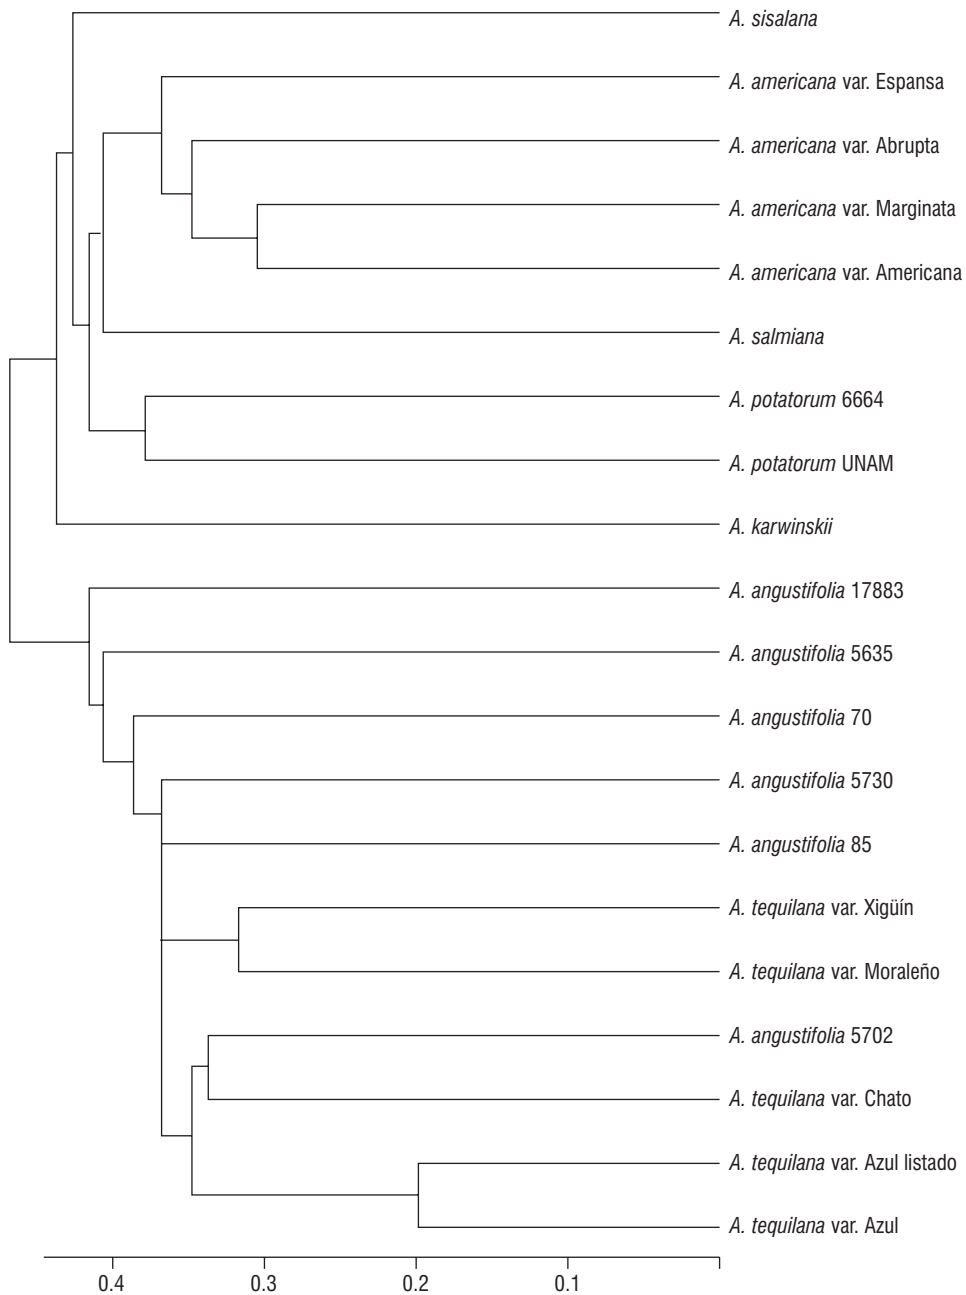 A. sisalana
A. americana var. Espansa
A. americana var. Abrupta
A. americana var. Marginata
A. americana var. Americana
A. salmiana
A. potatorum 6664
A. potatorum UNAM
A. karwinskii
A. angustifolia 17883
A. angustifolia 5635
A. angustifolia 70
A. angustifolia 5730
A. angustifolia 85
A. tequilana var. Xigüín
A. tequilana var. Moraleño
A. angustifolia 5702
A. tequilana var. Chato
A. tequilana var. Azul listado
A. tequilana var. Azul
0.4 0.3 0.2 0.1